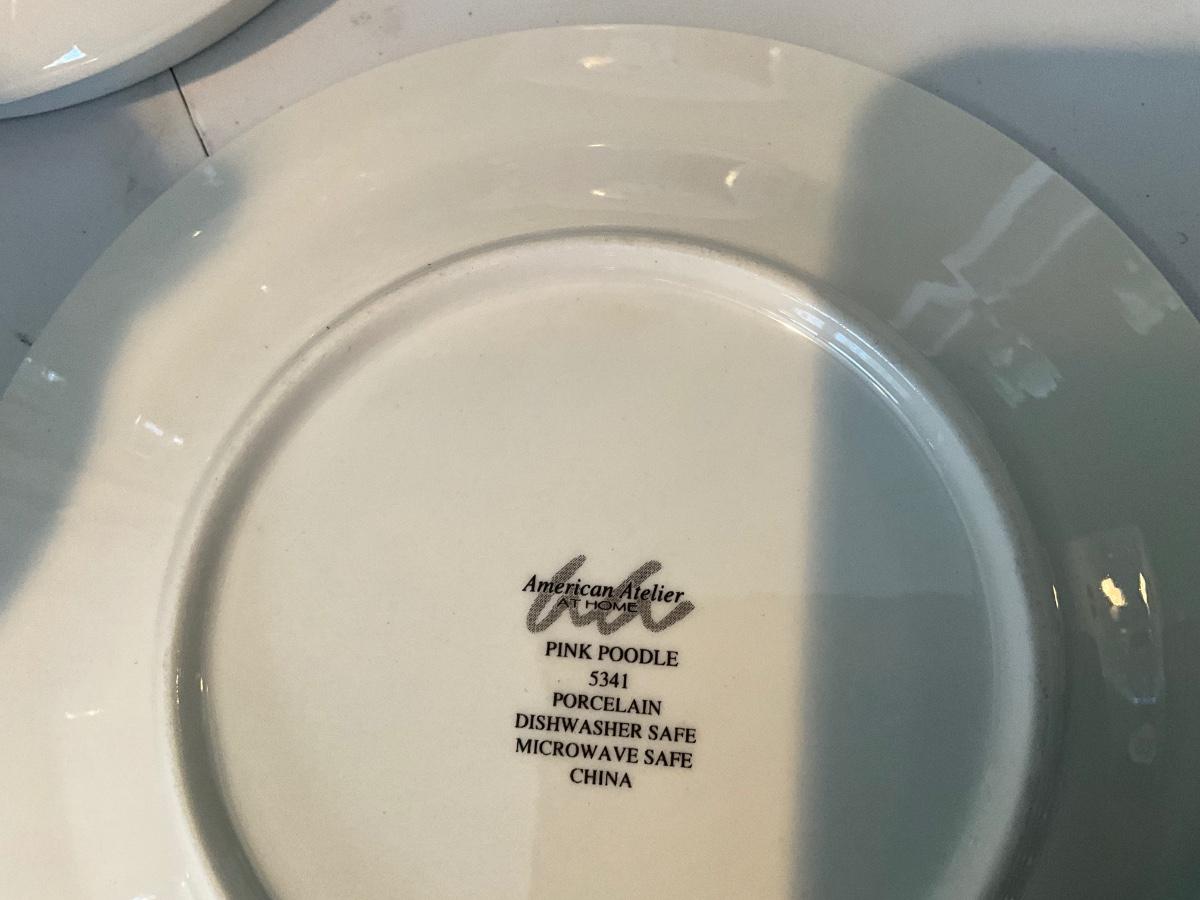 American Atelier
AT HOME
PINK POODLE
5341
PORCELAIN
DISHWASHER SAFE
MICROWAVE SAFE
CHINA